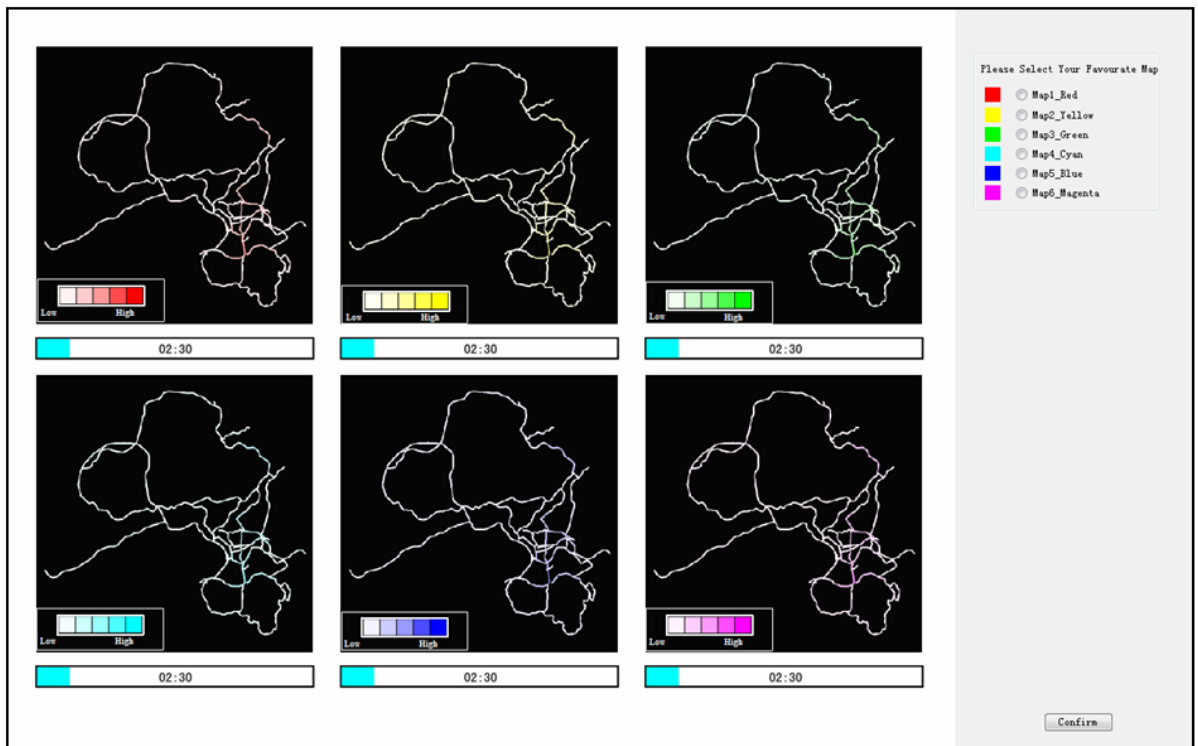 Low High
Low High
Low High
02:30
02:30
02:30
Low High
Low High
Low High
02:30
02:30
02:30
Please Select Your Favourate Map
Map1_Red
Map2_Yellow
Map3_Green
Map4_Cyan
Map5_Blue
Map6_Magenta
Confirm